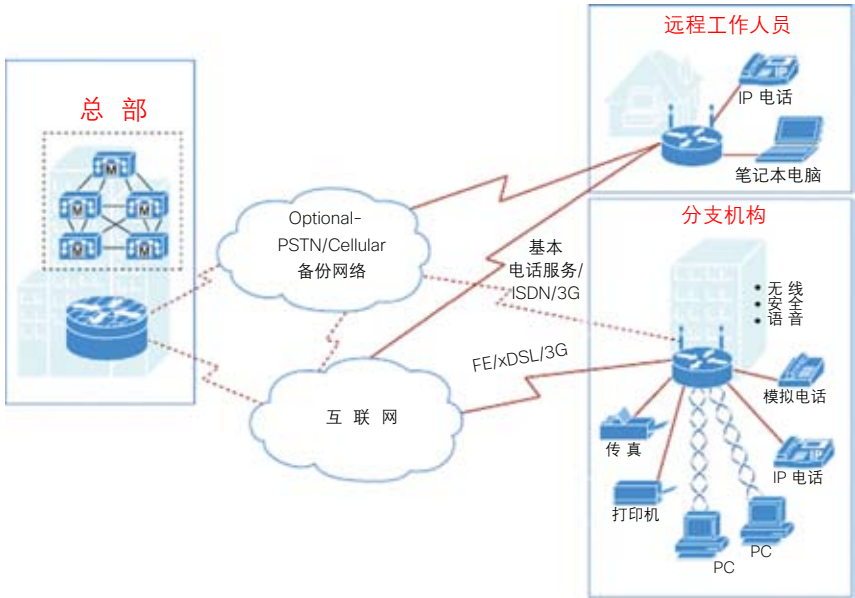 总 部
M
M
M
M
M
Optional-
PSTN/Cellular
备份网络
互 联 网
基本
电话服务/
ISDN/3G
FE/xDSL/3G
远程工作人员
IP
IP 电话
笔记本电脑
分支机构
• 无 线
• 安 全
• 语 音
模拟电话
传 真
IP
IP 电话
打印机
PC
PC